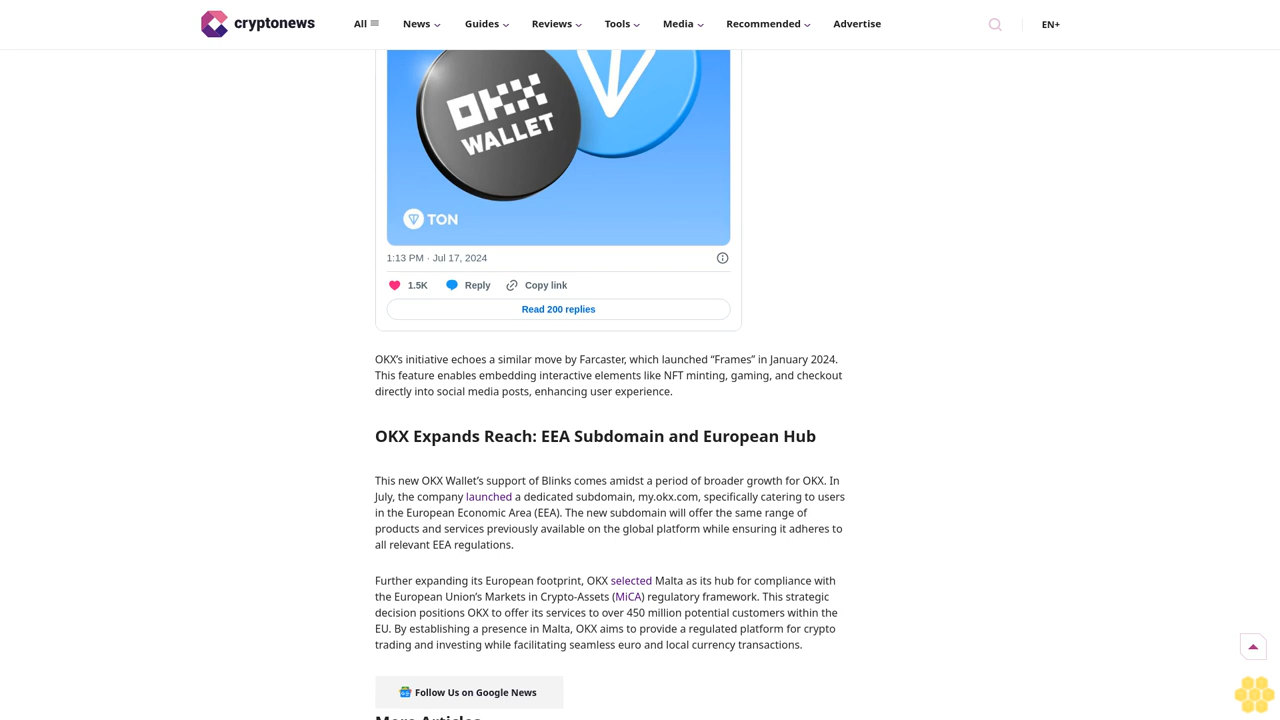 cryptonews
All
News
Guides
Reviews
Tools
Media
Recommended
Advertise
EN+
OKX
WALLET
TON
1:13 PM · Jul 17, 2024
1.5K
Reply
Copy link
Read 200 replies
OKX’s initiative echoes a similar move by Farcaster, which launched “Frames” in January 2024.
This feature enables embedding interactive elements like NFT minting, gaming, and checkout
directly into social media posts, enhancing user experience.
OKX Expands Reach: EEA Subdomain and European Hub
This new OKX Wallet’s support of Blinks comes amidst a period of broader growth for OKX. In
July, the company launched a dedicated subdomain, my.okx.com, specifically catering to users
in the European Economic Area (EEA). The new subdomain will offer the same range of
products and services previously available on the global platform while ensuring it adheres to
all relevant EEA regulations.
Further expanding its European footprint, OKX selected Malta as its hub for compliance with
the European Union’s Markets in Crypto-Assets (MiCA) regulatory framework. This strategic
decision positions OKX to offer its services to over 450 million potential customers within the
EU. By establishing a presence in Malta, OKX aims to provide a regulated platform for crypto
trading and investing while facilitating seamless euro and local currency transactions.
Follow Us on Google News
More Articles